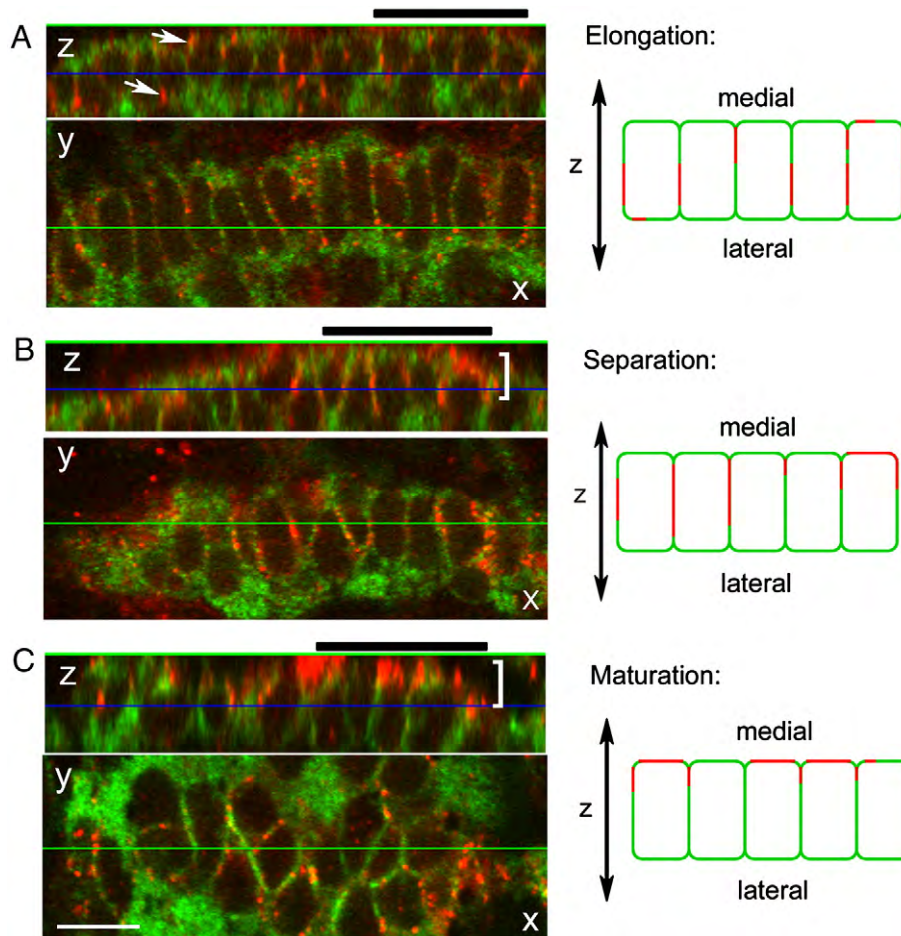 A
z
y
x
Elongation:
medial
z
lateral
B
z
y
x
Separation:
medial
z
lateral
C
z
y
x
Maturation:
medial
z
lateral